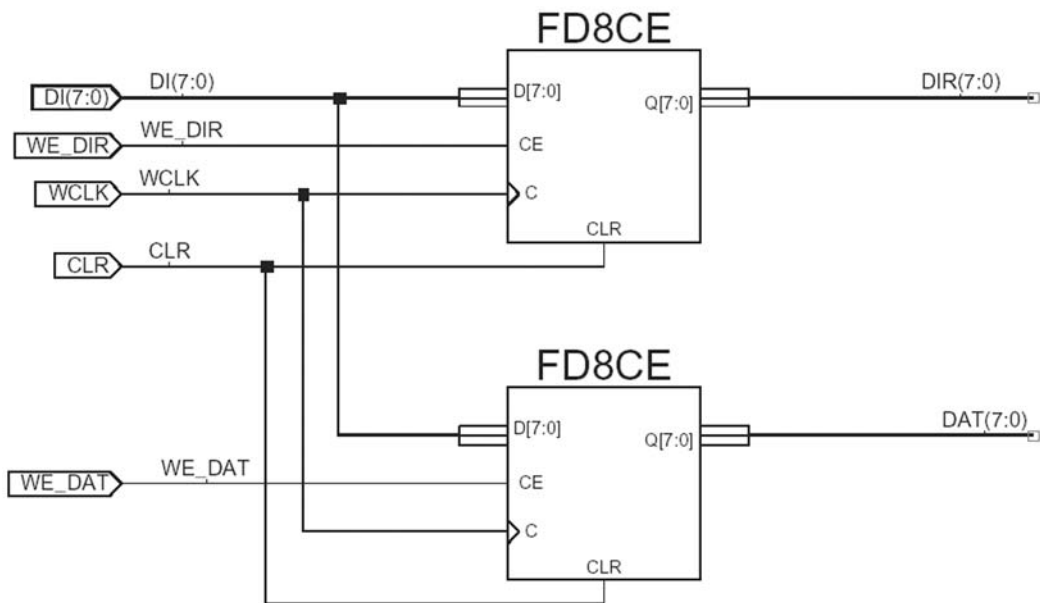 FD8CE
DI(7:0) DI(7:0) D[7:0] Q[7:0] DIR(7:0)
WE_DIR WE_DIR CE
WCLK WCLK C
CLR
CLR CLR
FD8CE
D[7:0] Q[7:0] DAT(7:0)
WE_DAT WE_DAT CE
C
CLR